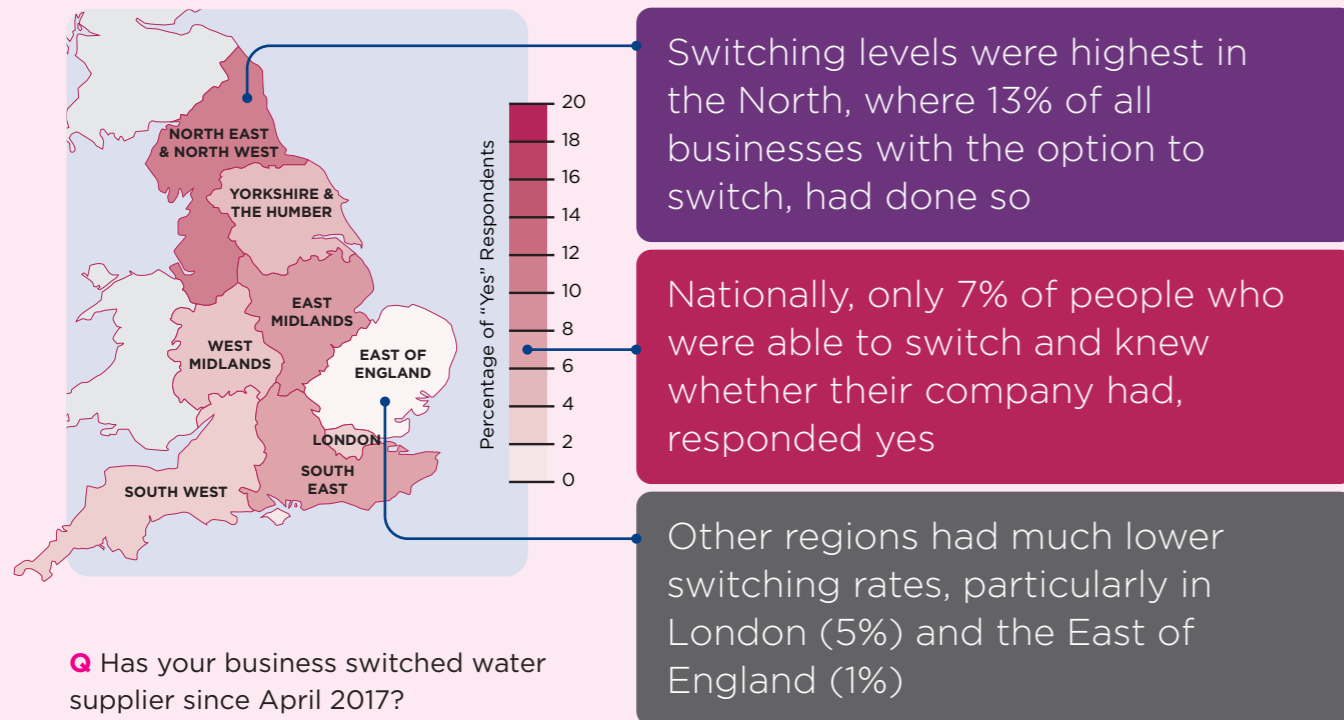 NORTH EAST
& NORTH WEST
YORKSHIRE &
THE HUMBER
EAST
MIDLANDS
WEST
MIDLANDS
EAST OF
ENGLAND
LONDON
SOUTH
EAST
SOUTH WEST
Percentage of “Yes” Respondents
20
18
16
14
12
10
8
6
4
2
0
Switching levels were highest in
the North, where 13% of all
businesses with the option to
switch, had done so
Nationally, only 7% of people who
were able to switch and knew
whether their company had,
responded yes
Other regions had much lower
switching rates, particularly in
London (5%) and the East of
England (1%)
Q Has your business switched water
supplier since April 2017?